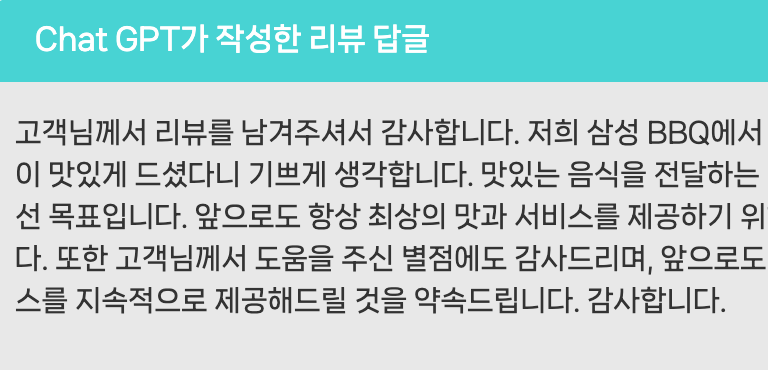 Chat GPT가 작성한 리뷰 답글
고객님께서 리뷰를 남겨주셔서 감사합니다. 저희 삼성 BBQ에서
이 맛있게 드셨다니 기쁘게 생각합니다. 맛있는 음식을 전달하는
선 목표입니다. 앞으로도 항상 최상의 맛과 서비스를 제공하기 위
다. 또한 고객님께서 도움을 주신 별점에도 감사드리며, 앞으로도
스를 지속적으로 제공해드릴 것을 약속드립니다. 감사합니다.